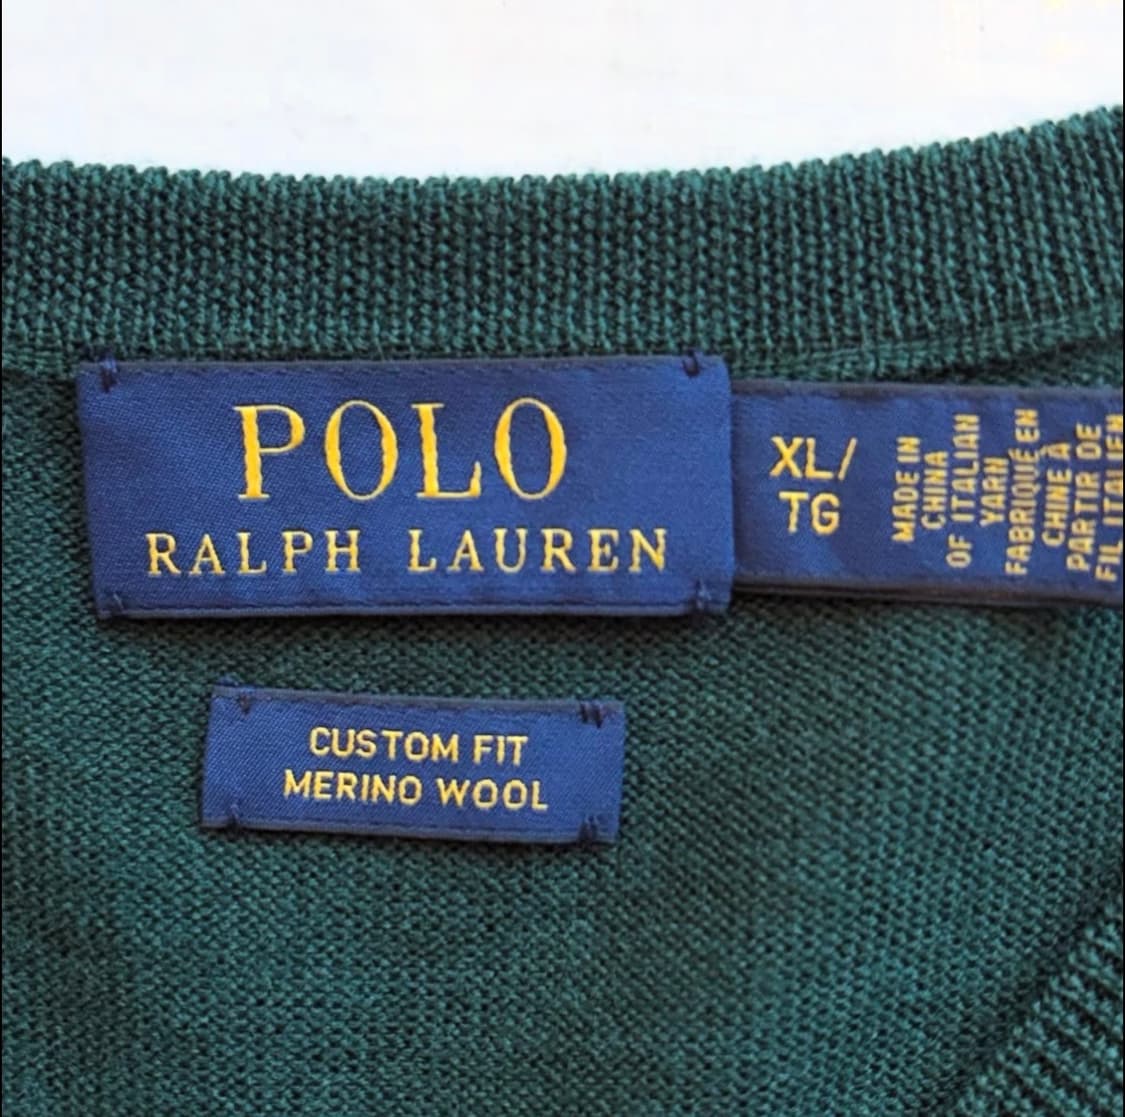 POLO
RALPH LAUREN
XL/
TG
MADE IN
CHINA
OF ITALIAN
YARN
FABRIQUÉ EN
CHINE À
PARTIR DE
FIL ITALIEN
CUSTOM FIT
MERINO WOOL